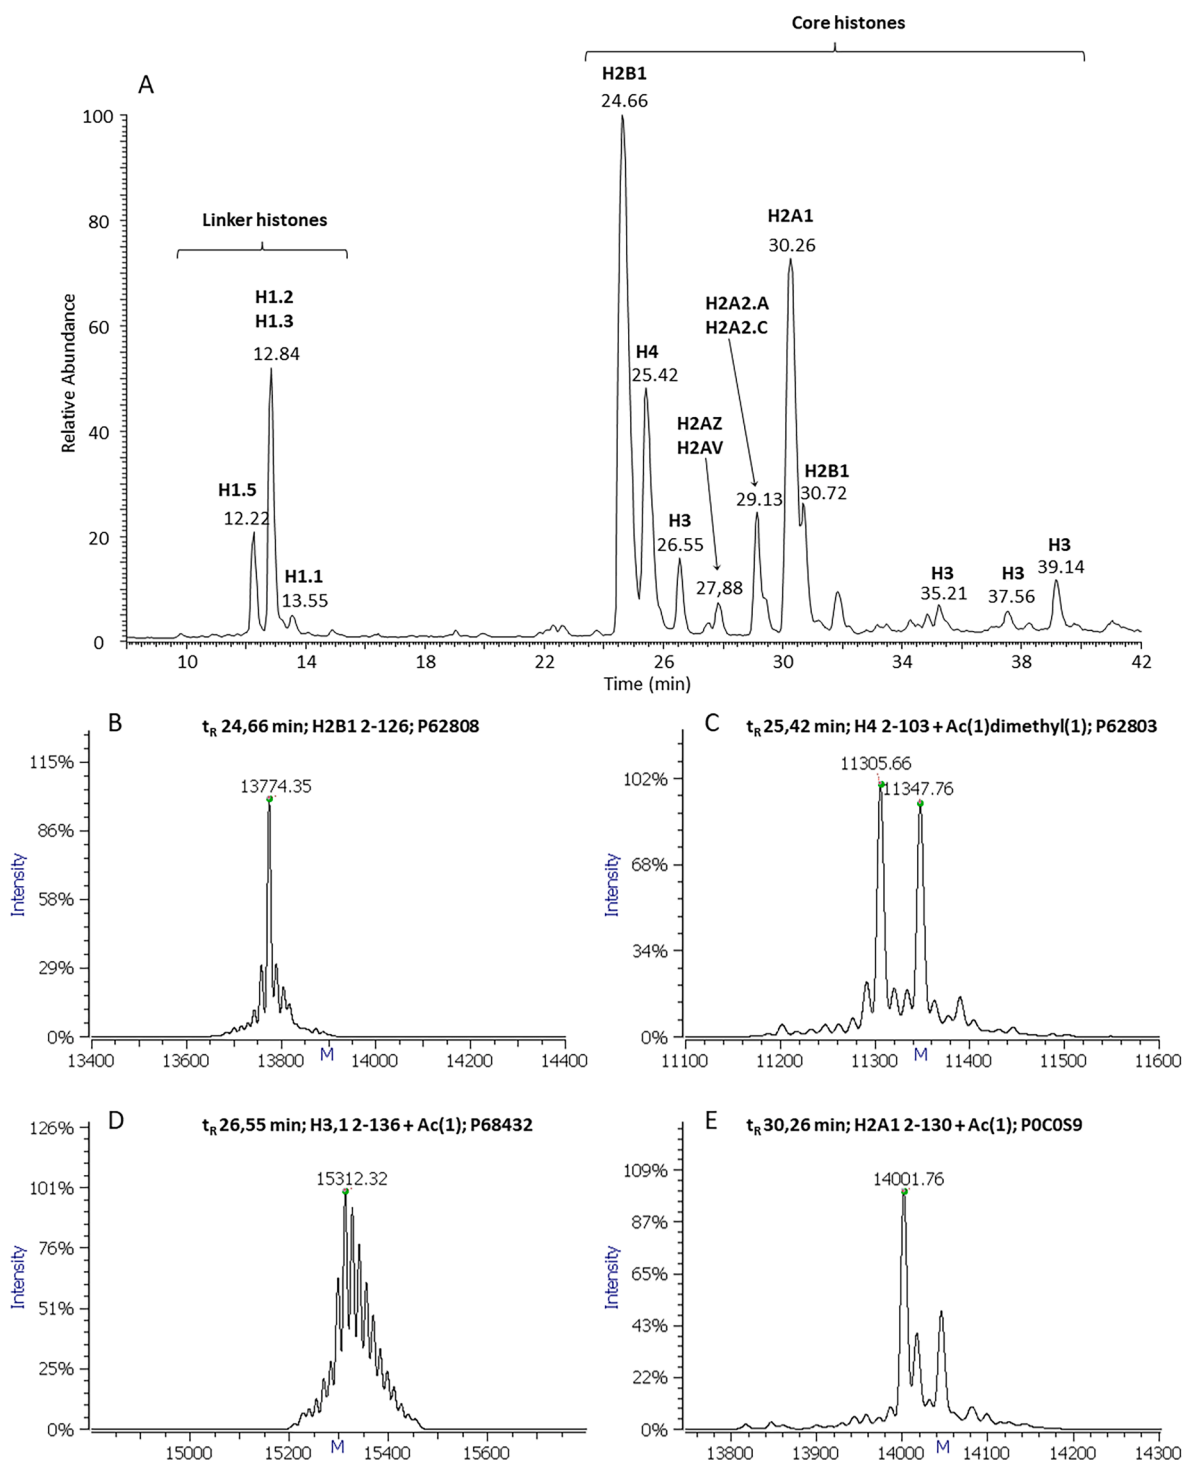 Core histones
A
H2B1
24.66
100
80
Linker histones
H2A1
30.26
H1.2
H1.3
12.84
H2A2.A
H2A2.C
60
H4
25.42
Relative Abundance
40
H2AZ
H2AV
H2B1
30.72
H1.5
12.22
29.13
H3
26.55
20
H1.1
13.55
27,88
H3
35.21
H3
37.56
H3
39.14
0
10 14 18 22 26 30 34 38 42
Time (min)
B
tR 24,66 min; H2B1 2-126; P62808
115%
13774.35
86%
Intensity
58%
29%
0%
13400 13600 13800 M 14000 14200 14400
C
tR 25,42 min; H4 2-103 + Ac(1)dimethyl(1); P62803
11305.66
102%
11347.76
68%
Intensity
34%
0%
11100 11200 11300 M 11400 11500 11600
D
tR 26,55 min; H3,1 2-136 + Ac(1); P68432
126%
15312.32
101%
76%
Intensity
51%
25%
0%
15000 15200 M 15400 15600
E
tR 30,26 min; H2A1 2-130 + Ac(1); P0C0S9
109%
14001.76
87%
65%
Intensity
43%
22%
0%
13800 13900 14000 M 14100 14200 14300